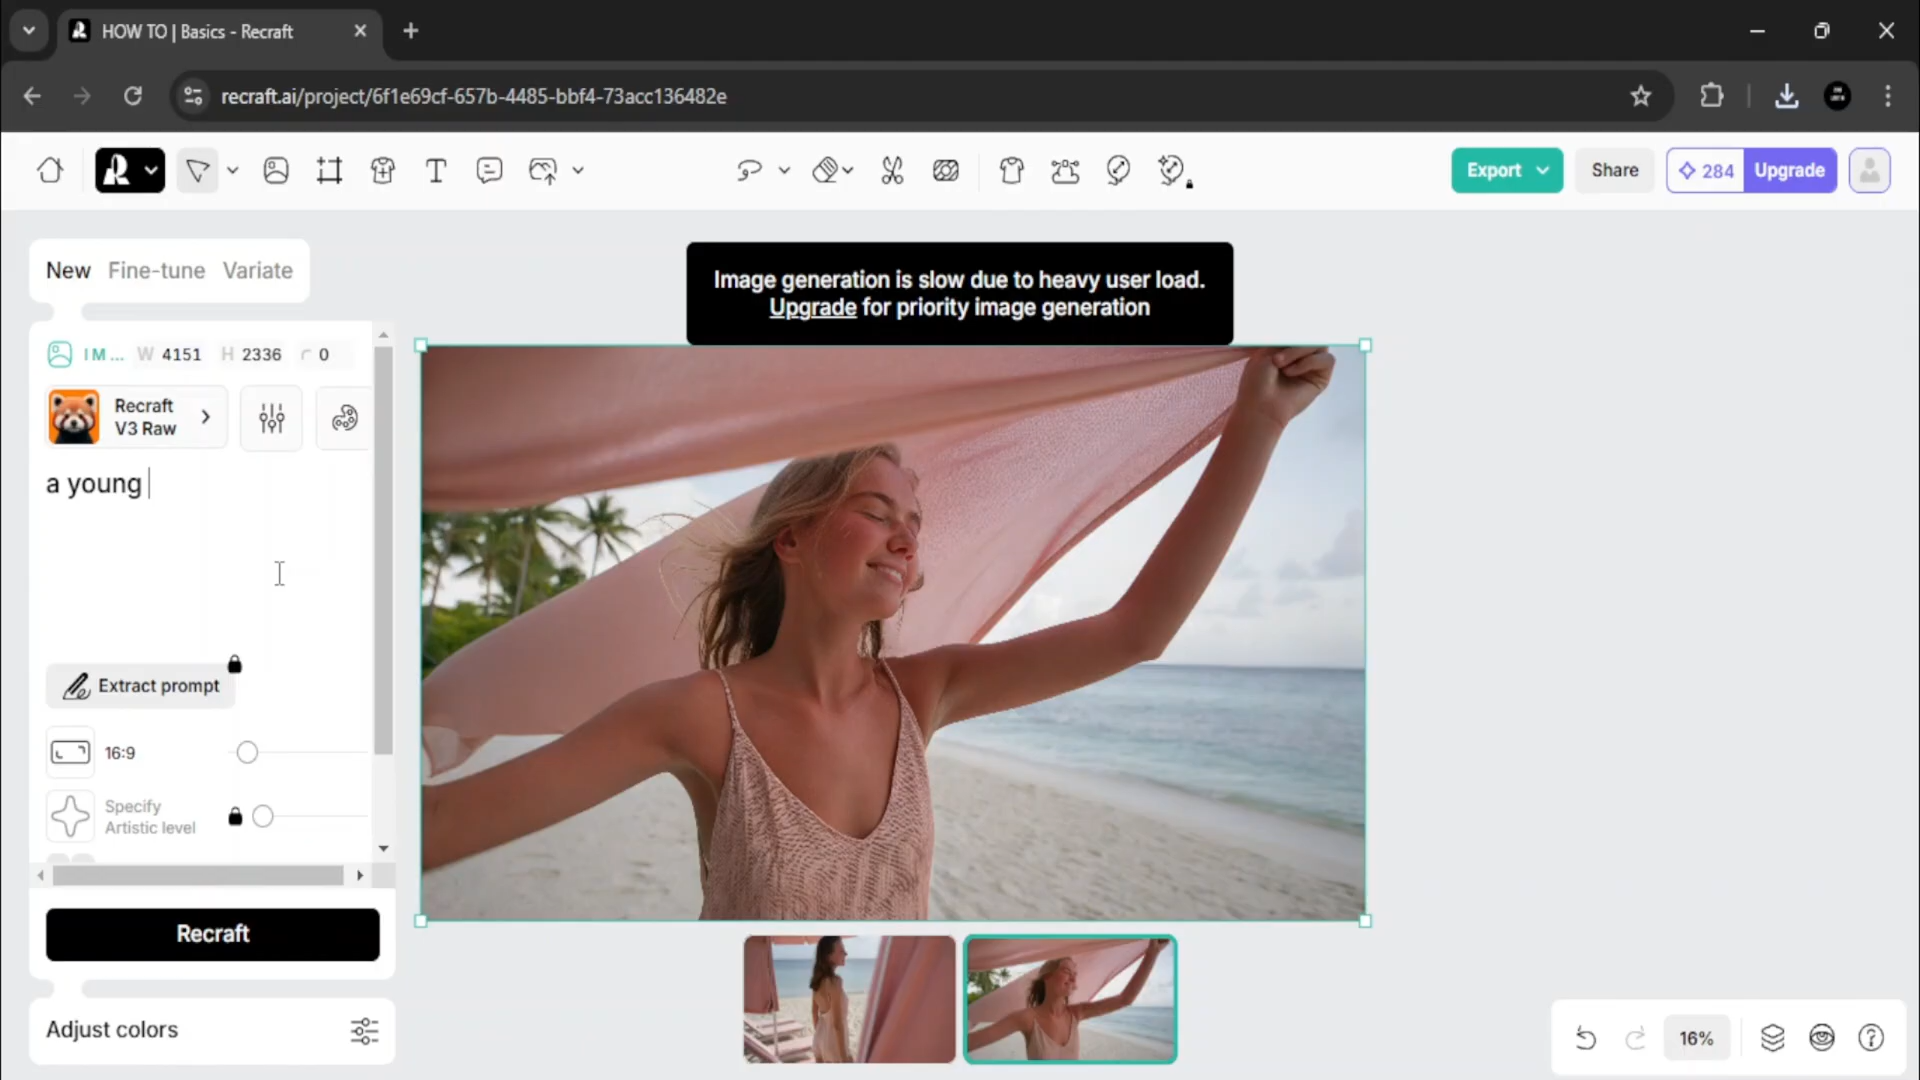 HOW TO | Basics - Recraft
recraft.ai/project/6f1e69cf-657b-4485-bbf4-73acc136482e
Export
Share
284
Upgrade
New Fine-tune Variate
Image generation is slow due to heavy user load.
Upgrade for priority image generation
I M ... W 4151 H 2336 0
Recraft
V3 Raw
a young
Extract prompt
16:9
Specify
Artistic level
Recraft
Adjust colors
16%